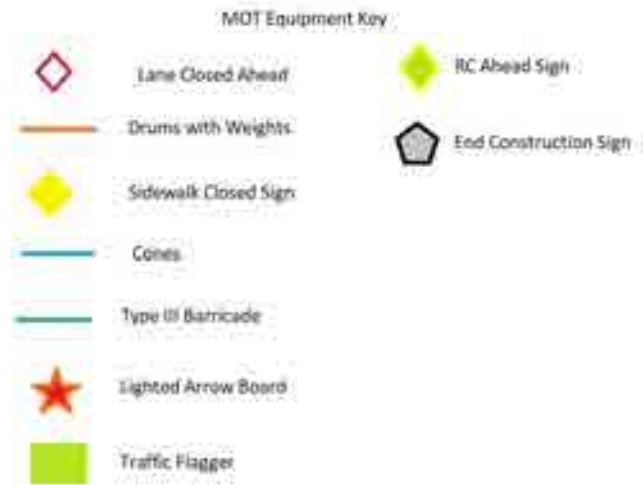 MOT Equipment Key
Lane Closed Ahead
Drums with Weights
Sidewalk Closed Sign
Cones
Type III Barricade
Lighted Arrow Board
Traffic Flagger
RC Ahead Sign
End Construction Sign